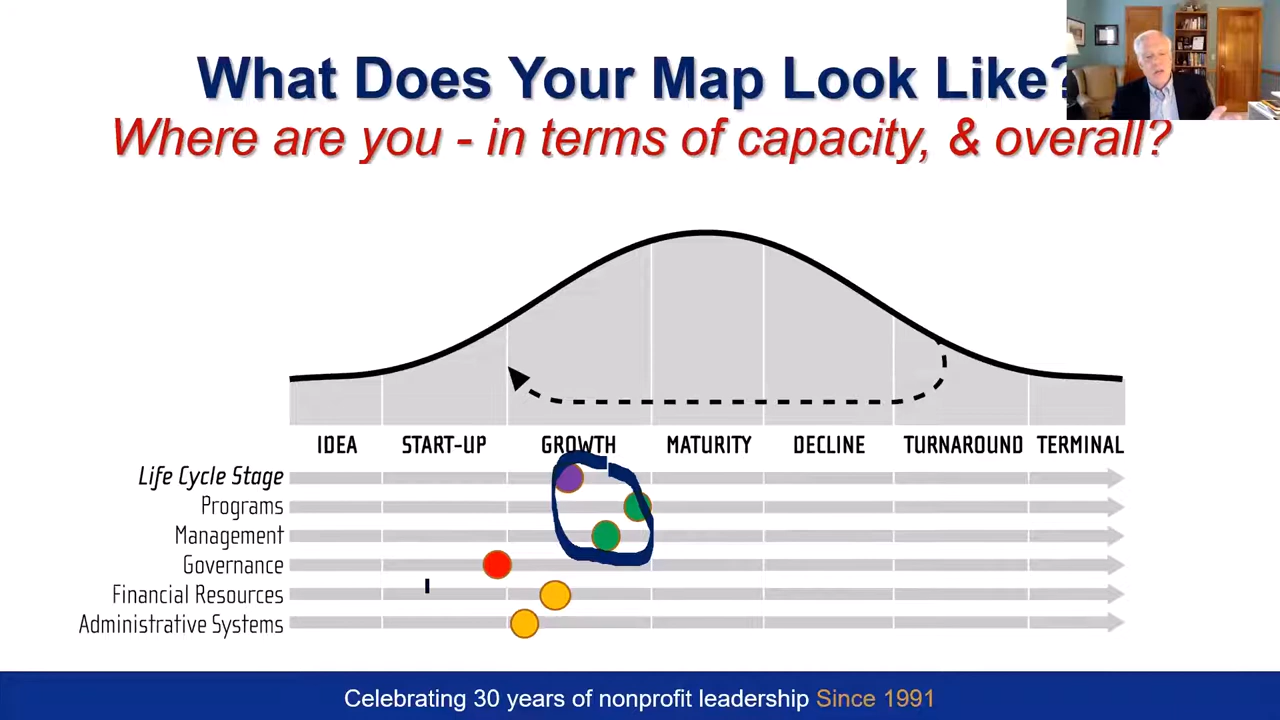 What Does Your Map Look Like?
Where are you - in terms of capacity, & overall?
IDEA START-UP GROWTH MATURITY DECLINE TURNAROUND TERMINAL
Life Cycle Stage
Programs
Management
Governance
Financial Resources
Administrative Systems
Celebrating 30 years of nonprofit leadership Since 1991